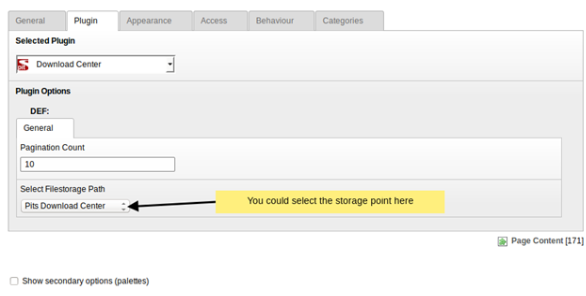 General Plugin Appearance Access Behaviour Categories
Selected Plugin
Download Center
Plugin Options
DEF:
General
Pagination Count
10
Select Filestorage Path
Pits Download Center
You could select the storage point here
Page Content [171]
Show secondary options (palettes)